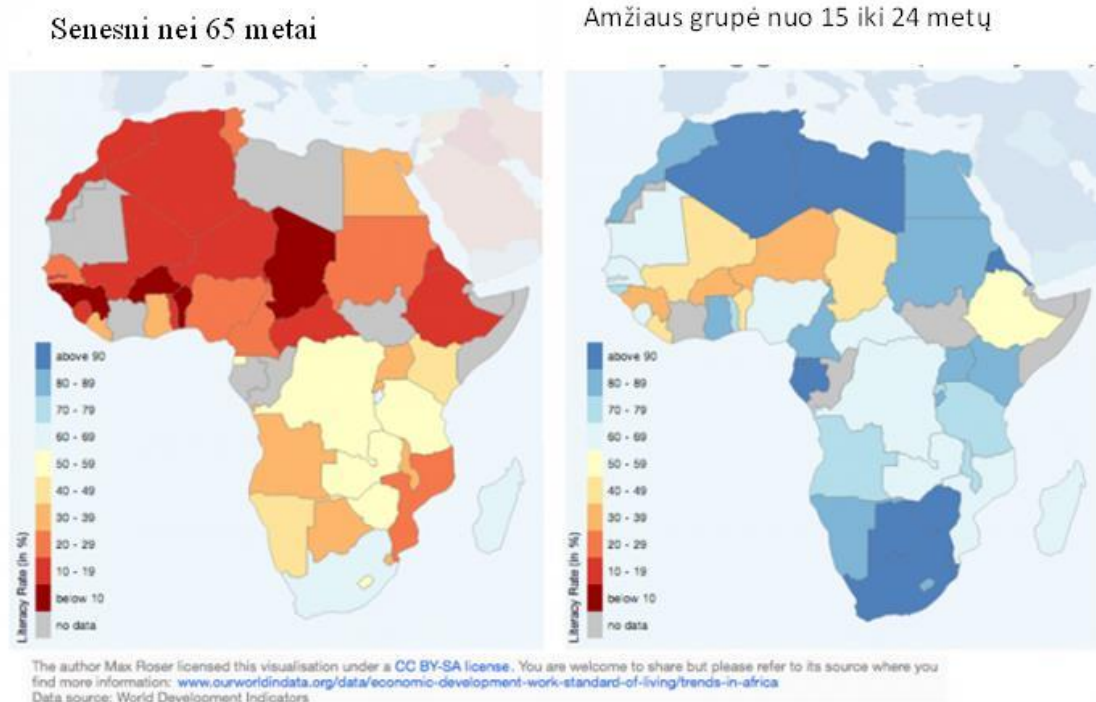 Senesni nei 65 metai
Amžiaus grupė nuo 15 iki 24 metų
Literacy Rate (in %)
above 90
80 - 89
70 - 79
60 - 69
50 - 59
40 - 49
30 - 39
20 - 29
10 - 19
below 10
no data
Literacy Rate (in %)
above 90
80 - 89
70 - 79
60 - 69
50 - 59
40 - 49
30 - 39
20 - 29
10 - 19
below 10
no data
The author Max Roser licensed this visualisation under a CC BY-SA license. You are welcome to share but please refer to its source where you
find more information: www.ourworldindata.org/data/economic-development-work-standard-of-living/trends-in-africa
Data source: World Development Indicators